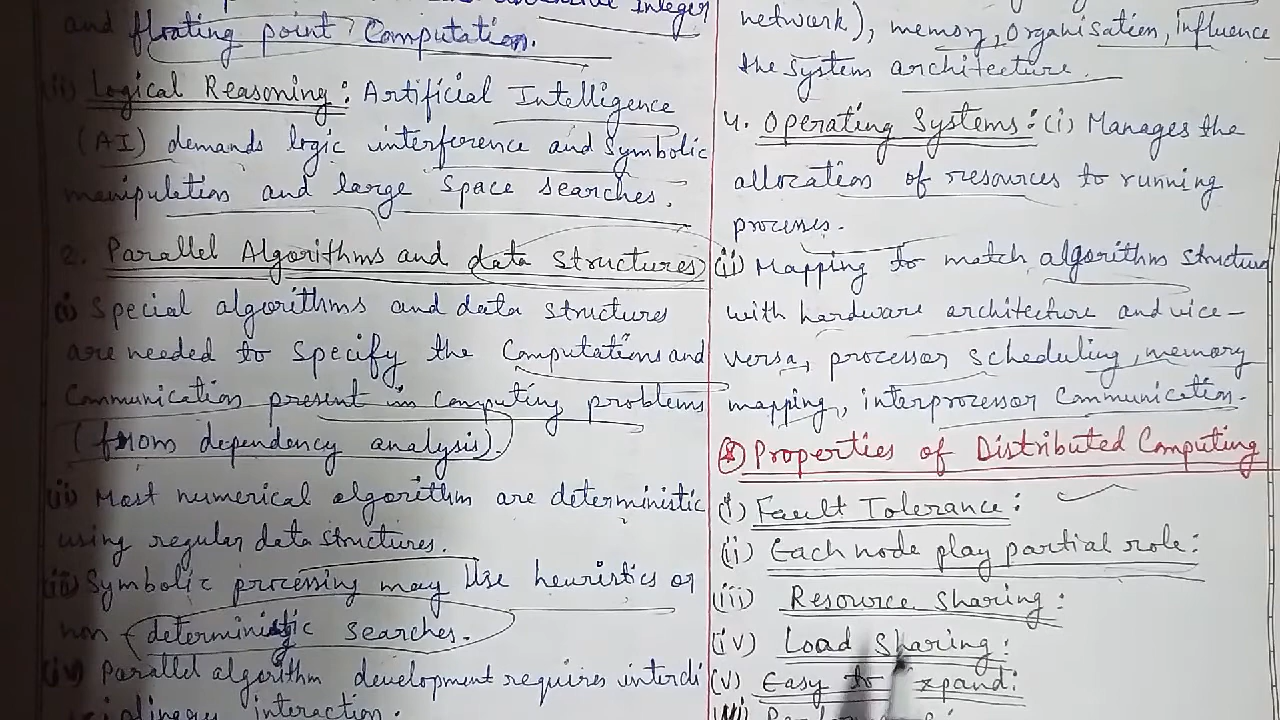 Integer
and floating point Computation.
ii) Logical Reasoning: Artificial Intelligence
(AI) demands logic interference and Symbolic
manipulation and large Space searches.
2. Parallel Algorithms and data structures
(i) Special algorithms and data structures
are needed to specify the Computations and
Communication present in computing problems
(from dependency analysis).
(ii) Most numerical algorithm are deterministic
using regular data structures.
(iii) Symbolic processing may use heuristics or
non-deterministic searches.
(iv) Parallel algorithm development requires interdi
interaction.
network), memory, Organisation, Influence
the System architecture.
4. Operating Systems: (i) Manages the
allocation of resources to running
processes.
(ii) Mapping to match algorithm structure
with hardware architecture and vice-
versa, processor scheduling, memory
mapping, interprocessor Communication.
Properties of Distributed Computing
(i) Fault Tolerance:
(i) Each node play partial role:
(iii) Resource sharing:
(iv) Load Sharing:
(v) Easy to xpand: